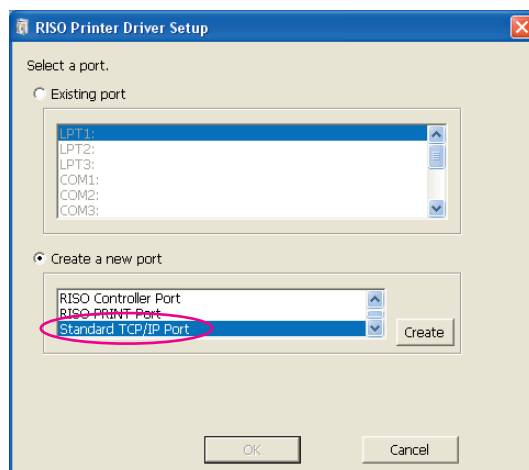 RISO Printer Driver Setup
Select a port.
Existing port
LPT1:
LPT2:
LPT3:
COM1:
COM2:
COM3:
Create a new port
RISO Controller Port
RISO PRINT Port
Standard TCP/IP Port
Create
OK
Cancel